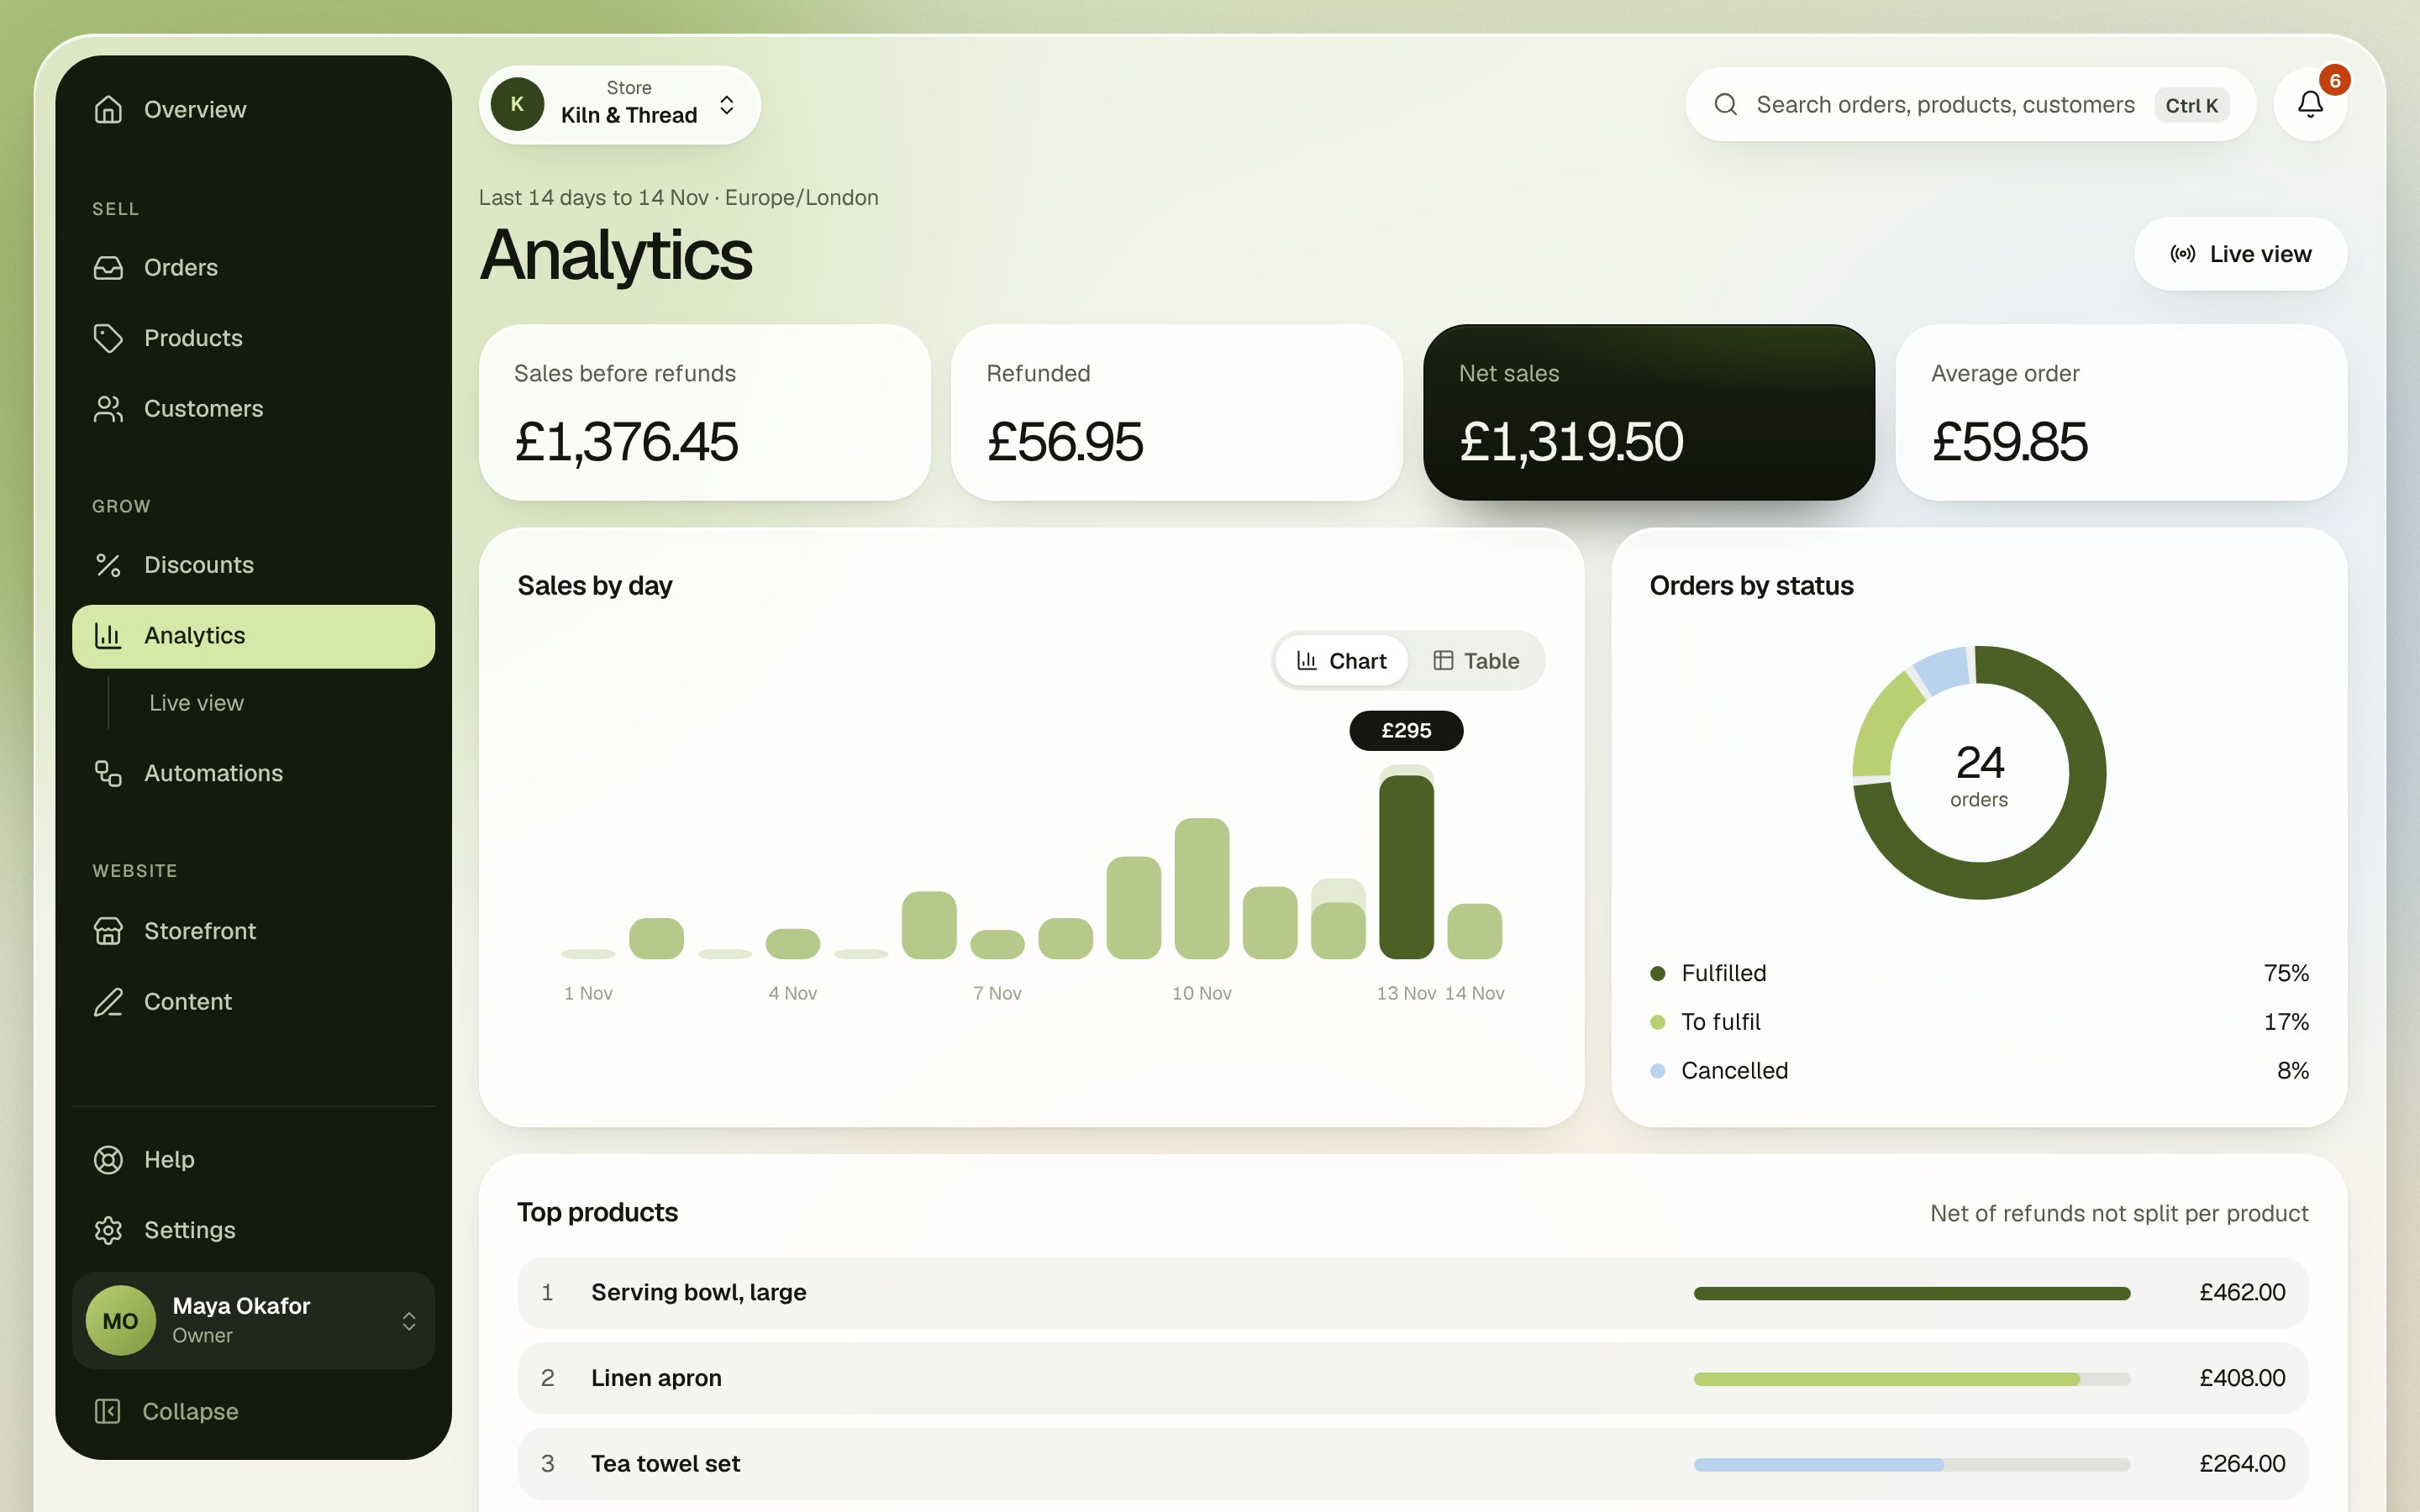 Overview
SELL
Orders
Products
Customers
GROW
Discounts
Analytics
Live view
Automations
WEBSITE
Storefront
Content
Help
Settings
MO
Maya Okafor
Owner
Collapse
K
Store
Kiln & Thread
Search orders, products, customers
Ctrl K
6
Last 14 days to 14 Nov · Europe/London
Analytics
Live view
Sales before refunds
£1,376.45
Refunded
£56.95
Net sales
£1,319.50
Average order
£59.85
Sales by day
Chart
Table
£295
1 Nov
4 Nov
7 Nov
10 Nov
13 Nov
14 Nov
Orders by status
24
orders
Fulfilled
75%
To fulfil
17%
Cancelled
8%
Top products
Net of refunds not split per product
1
Serving bowl, large
£462.00
2
Linen apron
£408.00
3
Tea towel set
£264.00